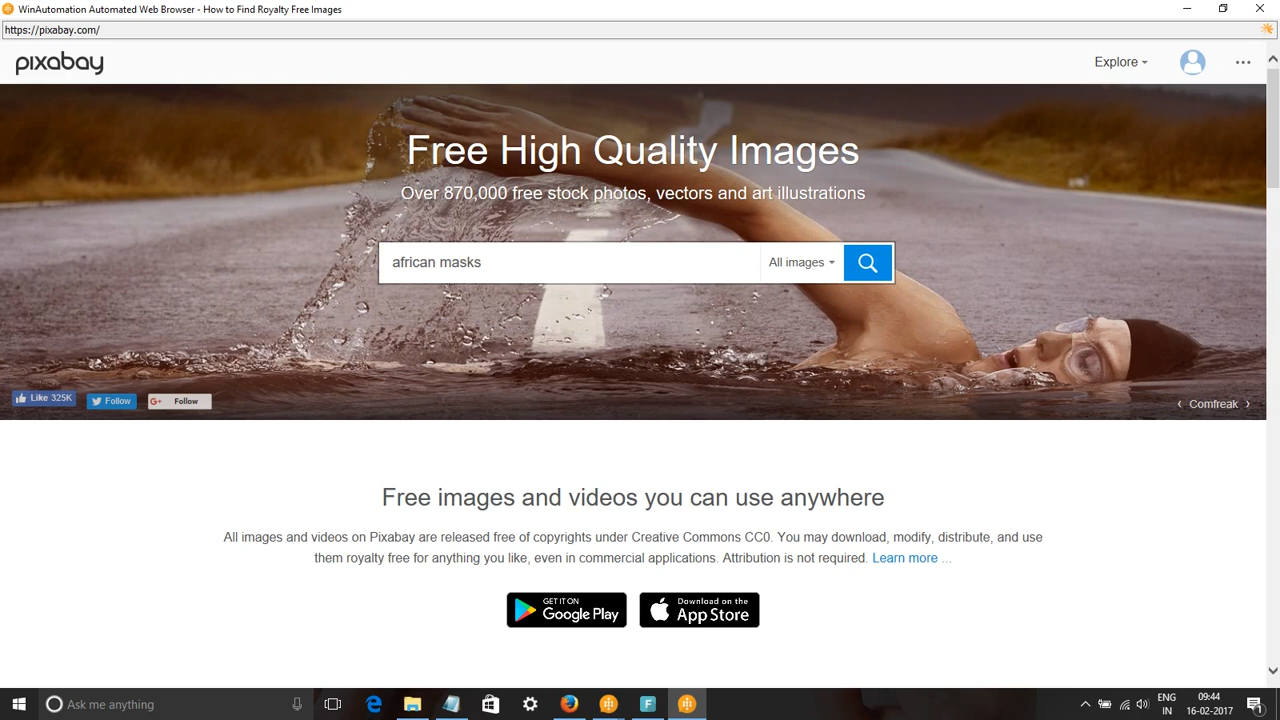 WinAutomation Automated Web Browser - How to Find Royalty Free Images
https://pixabay.com/
pixabay
Explore
Free High Quality Images
Over 870,000 free stock photos, vectors and art illustrations
african masks
All images
Like 325K
Follow
G+ Follow
‹ Comfreak ›
Free images and videos you can use anywhere
All images and videos on Pixabay are released free of copyrights under Creative Commons CC0. You may download, modify, distribute, and use
them royalty free for anything you like, even in commercial applications. Attribution is not required. Learn more ...
GET IT ON
Google Play
Download on the
App Store
Ask me anything
F
ENG
IN
09:44
16-02-2017
1